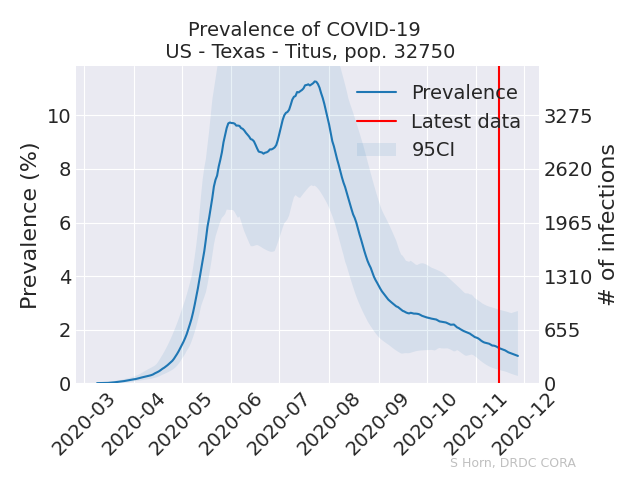 Prevalence of COVID-19
US - Texas - Titus, pop. 32750
Prevalence
Latest data
95CI
Prevalence (%)
10
8
6
4
2
0
3275
2620
1965
1310
655
0
# of infections
2020-03
2020-04
2020-05
2020-06
2020-07
2020-08
2020-09
2020-10
2020-11
2020-12
S Horn, DRDC CORA